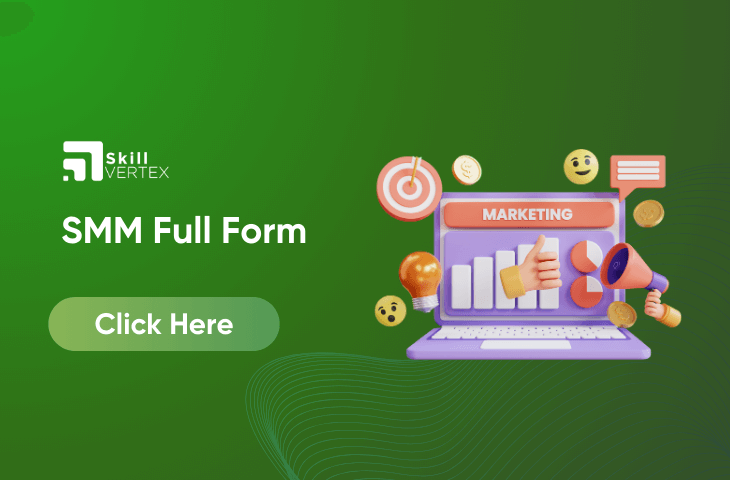 Skill
VERTEX
SMM Full Form
Click Here
MARKETING